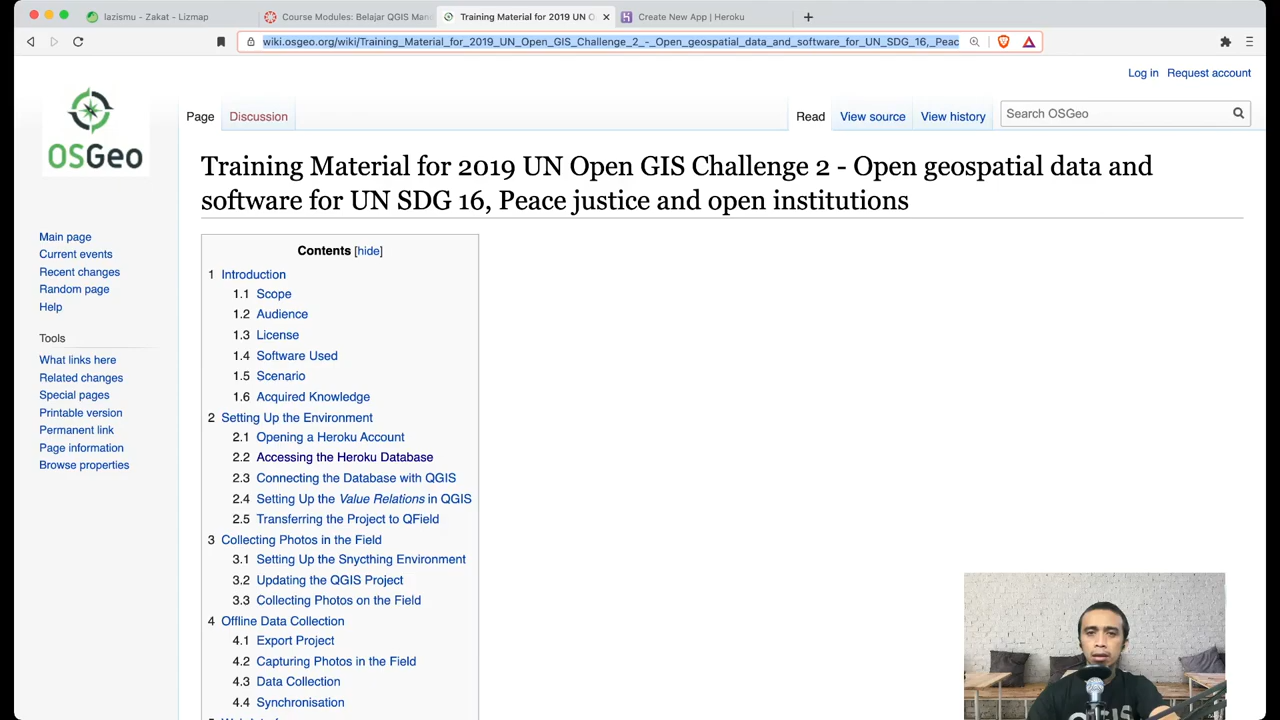 lazismu - Zakat - Lizmap
Course Modules: Belajar QGIS Man
Training Material for 2019 UN O
Create New App | Heroku
wiki.osgeo.org/wiki/Training_Material_for_2019_UN_Open_GIS_Challenge_2_-_Open_geospatial_data_and_software_for_UN_SDG_16,_Peac
Log in Request account
OSGeo
Page Discussion Read View source View history Search OSGeo
Training Material for 2019 UN Open GIS Challenge 2 - Open geospatial data and
software for UN SDG 16, Peace justice and open institutions
Main page
Current events
Recent changes
Random page
Help
Tools
What links here
Related changes
Special pages
Printable version
Permanent link
Page information
Browse properties
Contents [hide]
1 Introduction
1.1 Scope
1.2 Audience
1.3 License
1.4 Software Used
1.5 Scenario
1.6 Acquired Knowledge
2 Setting Up the Environment
2.1 Opening a Heroku Account
2.2 Accessing the Heroku Database
2.3 Connecting the Database with QGIS
2.4 Setting Up the Value Relations in QGIS
2.5 Transferring the Project to QField
3 Collecting Photos in the Field
3.1 Setting Up the Snycthing Environment
3.2 Updating the QGIS Project
3.3 Collecting Photos on the Field
4 Offline Data Collection
4.1 Export Project
4.2 Capturing Photos in the Field
4.3 Data Collection
4.4 Synchronisation
QGIS